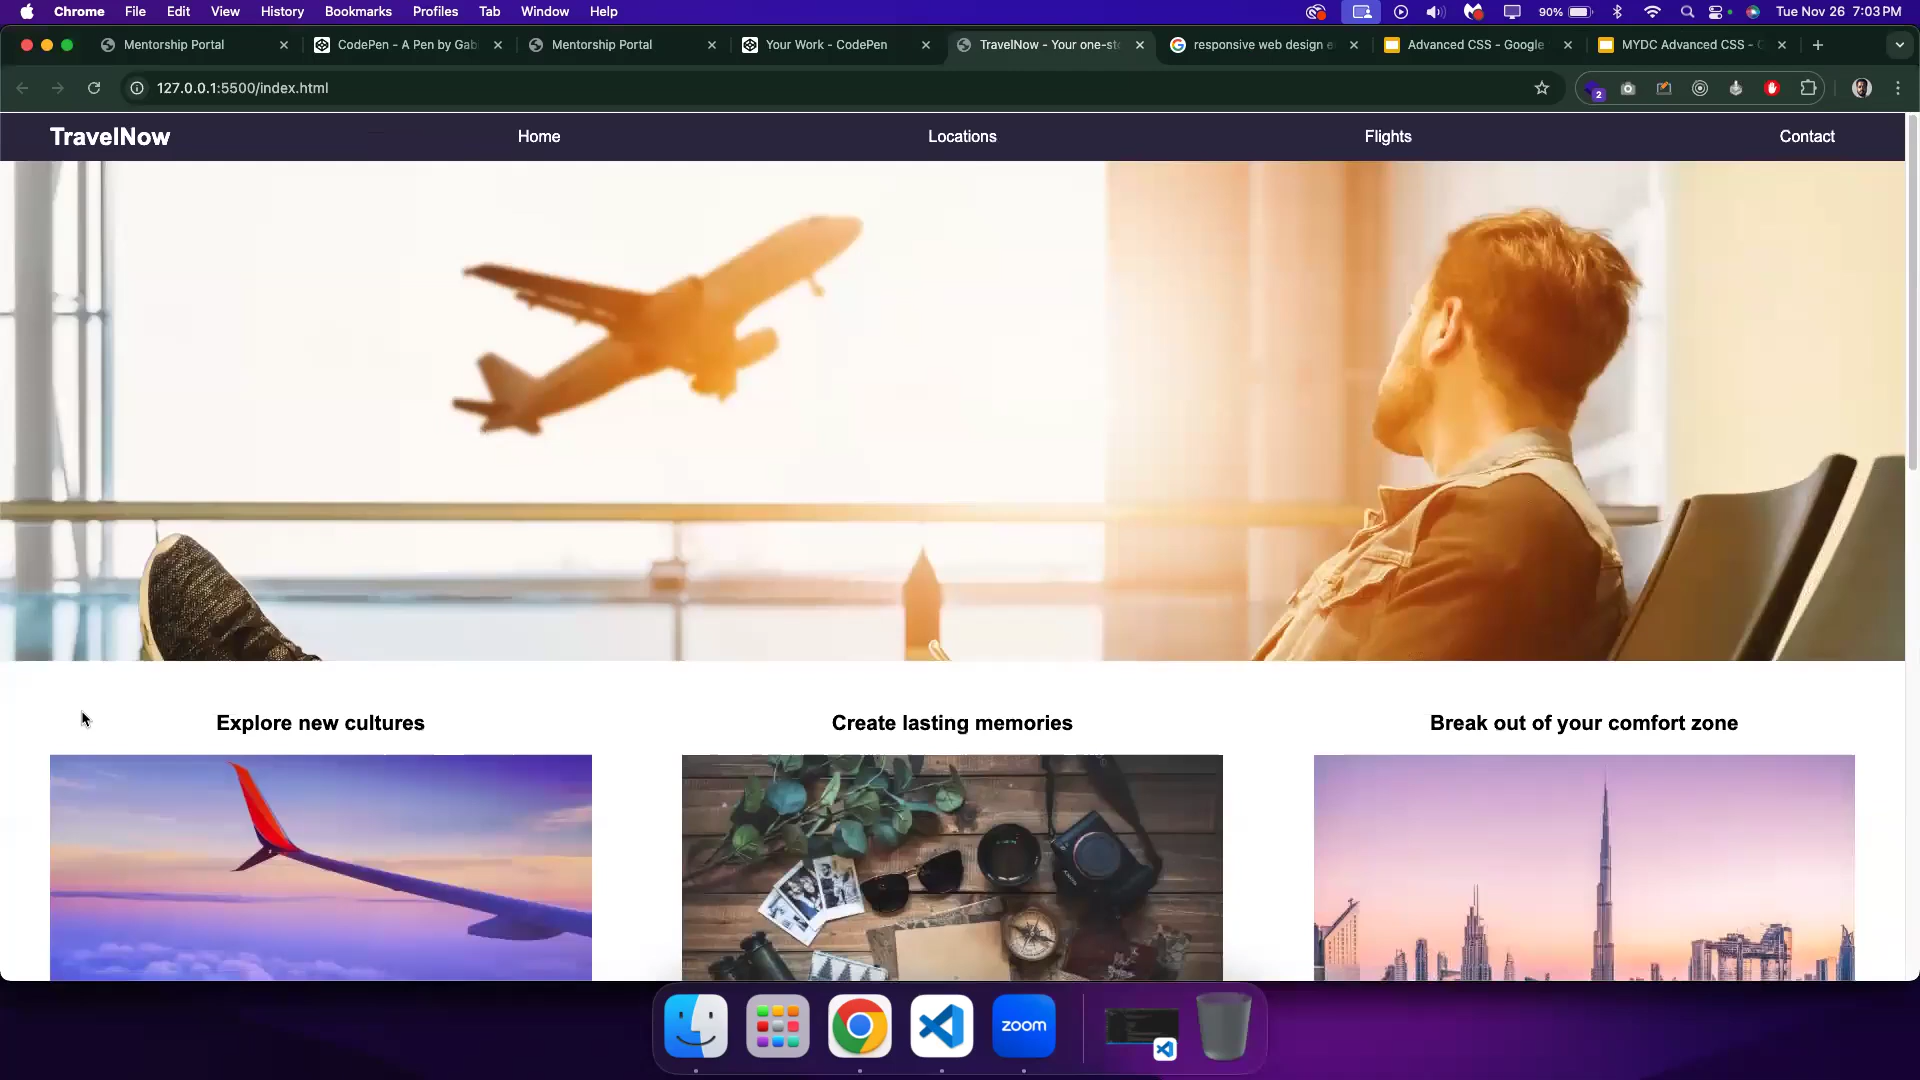 Chrome File Edit View History Bookmarks Profiles Tab Window Help 90% Tue Nov 26 7:03 PM
Mentorship Portal CodePen - A Pen by Gab Mentorship Portal Your Work - CodePen TravelNow - Your one-st responsive web design e Advanced CSS - Google MYDC Advanced CSS -
127.0.0.1:5500/index.html 2
TravelNow Home Locations Flights Contact
Explore new cultures Create lasting memories Break out of your comfort zone
zoom